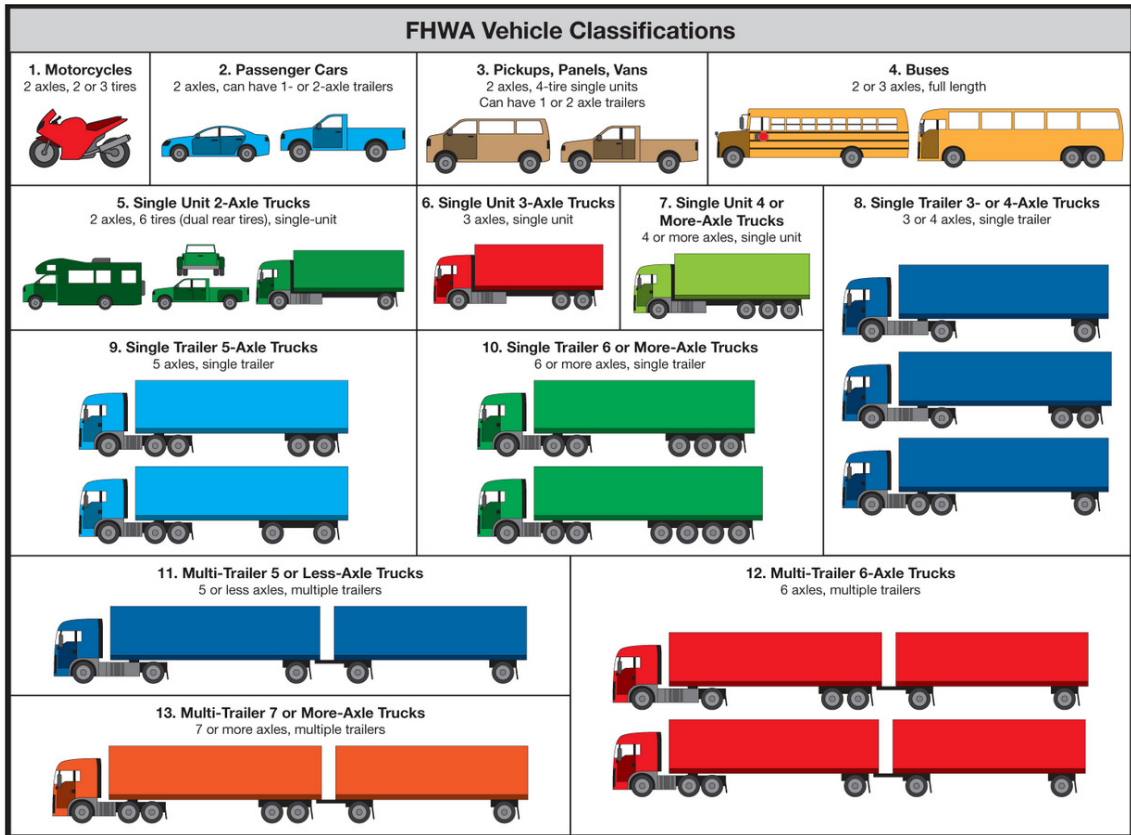 FHWA Vehicle Classifications
1. Motorcycles
2 axles, 2 or 3 tires
2. Passenger Cars
2 axles, can have 1- or 2-axle trailers
3. Pickups, Panels, Vans
2 axles, 4-tire single units
Can have 1 or 2 axle trailers
4. Buses
2 or 3 axles, full length
5. Single Unit 2-Axle Trucks
2 axles, 6 tires (dual rear tires), single-unit
6. Single Unit 3-Axle Trucks
3 axles, single unit
7. Single Unit 4 or
More-Axle Trucks
4 or more axles, single unit
8. Single Trailer 3- or 4-Axle Trucks
3 or 4 axles, single trailer
9. Single Trailer 5-Axle Trucks
5 axles, single trailer
10. Single Trailer 6 or More-Axle Trucks
6 or more axles, single trailer
11. Multi-Trailer 5 or Less-Axle Trucks
5 or less axles, multiple trailers
12. Multi-Trailer 6-Axle Trucks
6 axles, multiple trailers
13. Multi-Trailer 7 or More-Axle Trucks
7 or more axles, multiple trailers